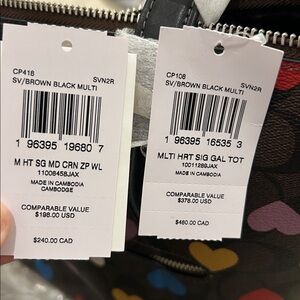 CP418
SV/BROWN BLACK MULTI
SVN2R
1 96395 19680 7
M HT SG MD CRN ZP WL
11006458JAX
MADE IN CAMBODIA
CAMBODGE
COMPARABLE VALUE
$198.00 USD
$240.00 CAD
CP108
SV/BROWN BLACK MULTI
SVN2R
1 96395 16535 3
MLTI HRT SIG GAL TOT
10011289JAX
MADE IN CAMBODIA
COMPARABLE VALUE
$378.00 USD
$460.00 CAD